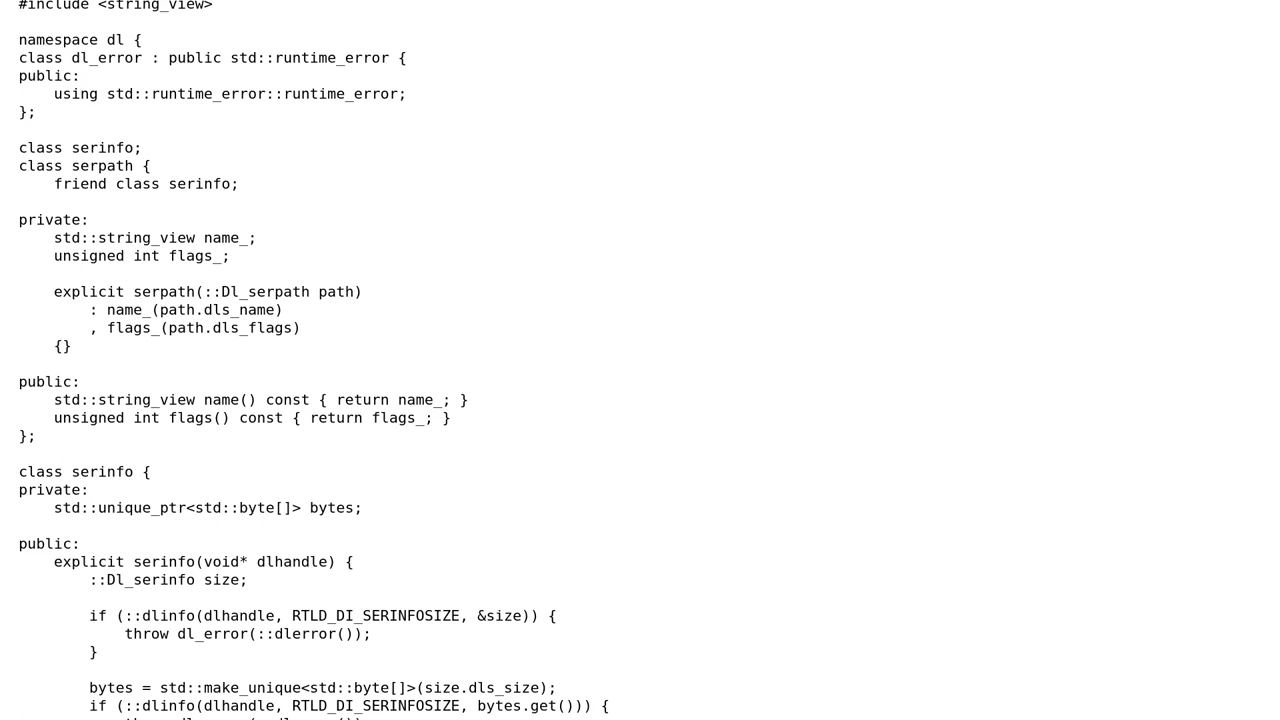 #include <string_view>

namespace dl {
class dl_error : public std::runtime_error {
public:
    using std::runtime_error::runtime_error;
};

class serinfo;
class serpath {
    friend class serinfo;

private:
    std::string_view name_;
    unsigned int flags_;

    explicit serpath(::Dl_serpath path)
        : name_(path.dls_name)
        , flags_(path.dls_flags)
    {}

public:
    std::string_view name() const { return name_; }
    unsigned int flags() const { return flags_; }
};

class serinfo {
private:
    std::unique_ptr<std::byte[]> bytes;

public:
    explicit serinfo(void* dlhandle) {
        ::Dl_serinfo size;

        if (::dlinfo(dlhandle, RTLD_DI_SERINFOSIZE, &size)) {
            throw dl_error(::dlerror());
        }

        bytes = std::make_unique<std::byte[]>(size.dls_size);
        if (::dlinfo(dlhandle, RTLD_DI_SERINFOSIZE, bytes.get())) {